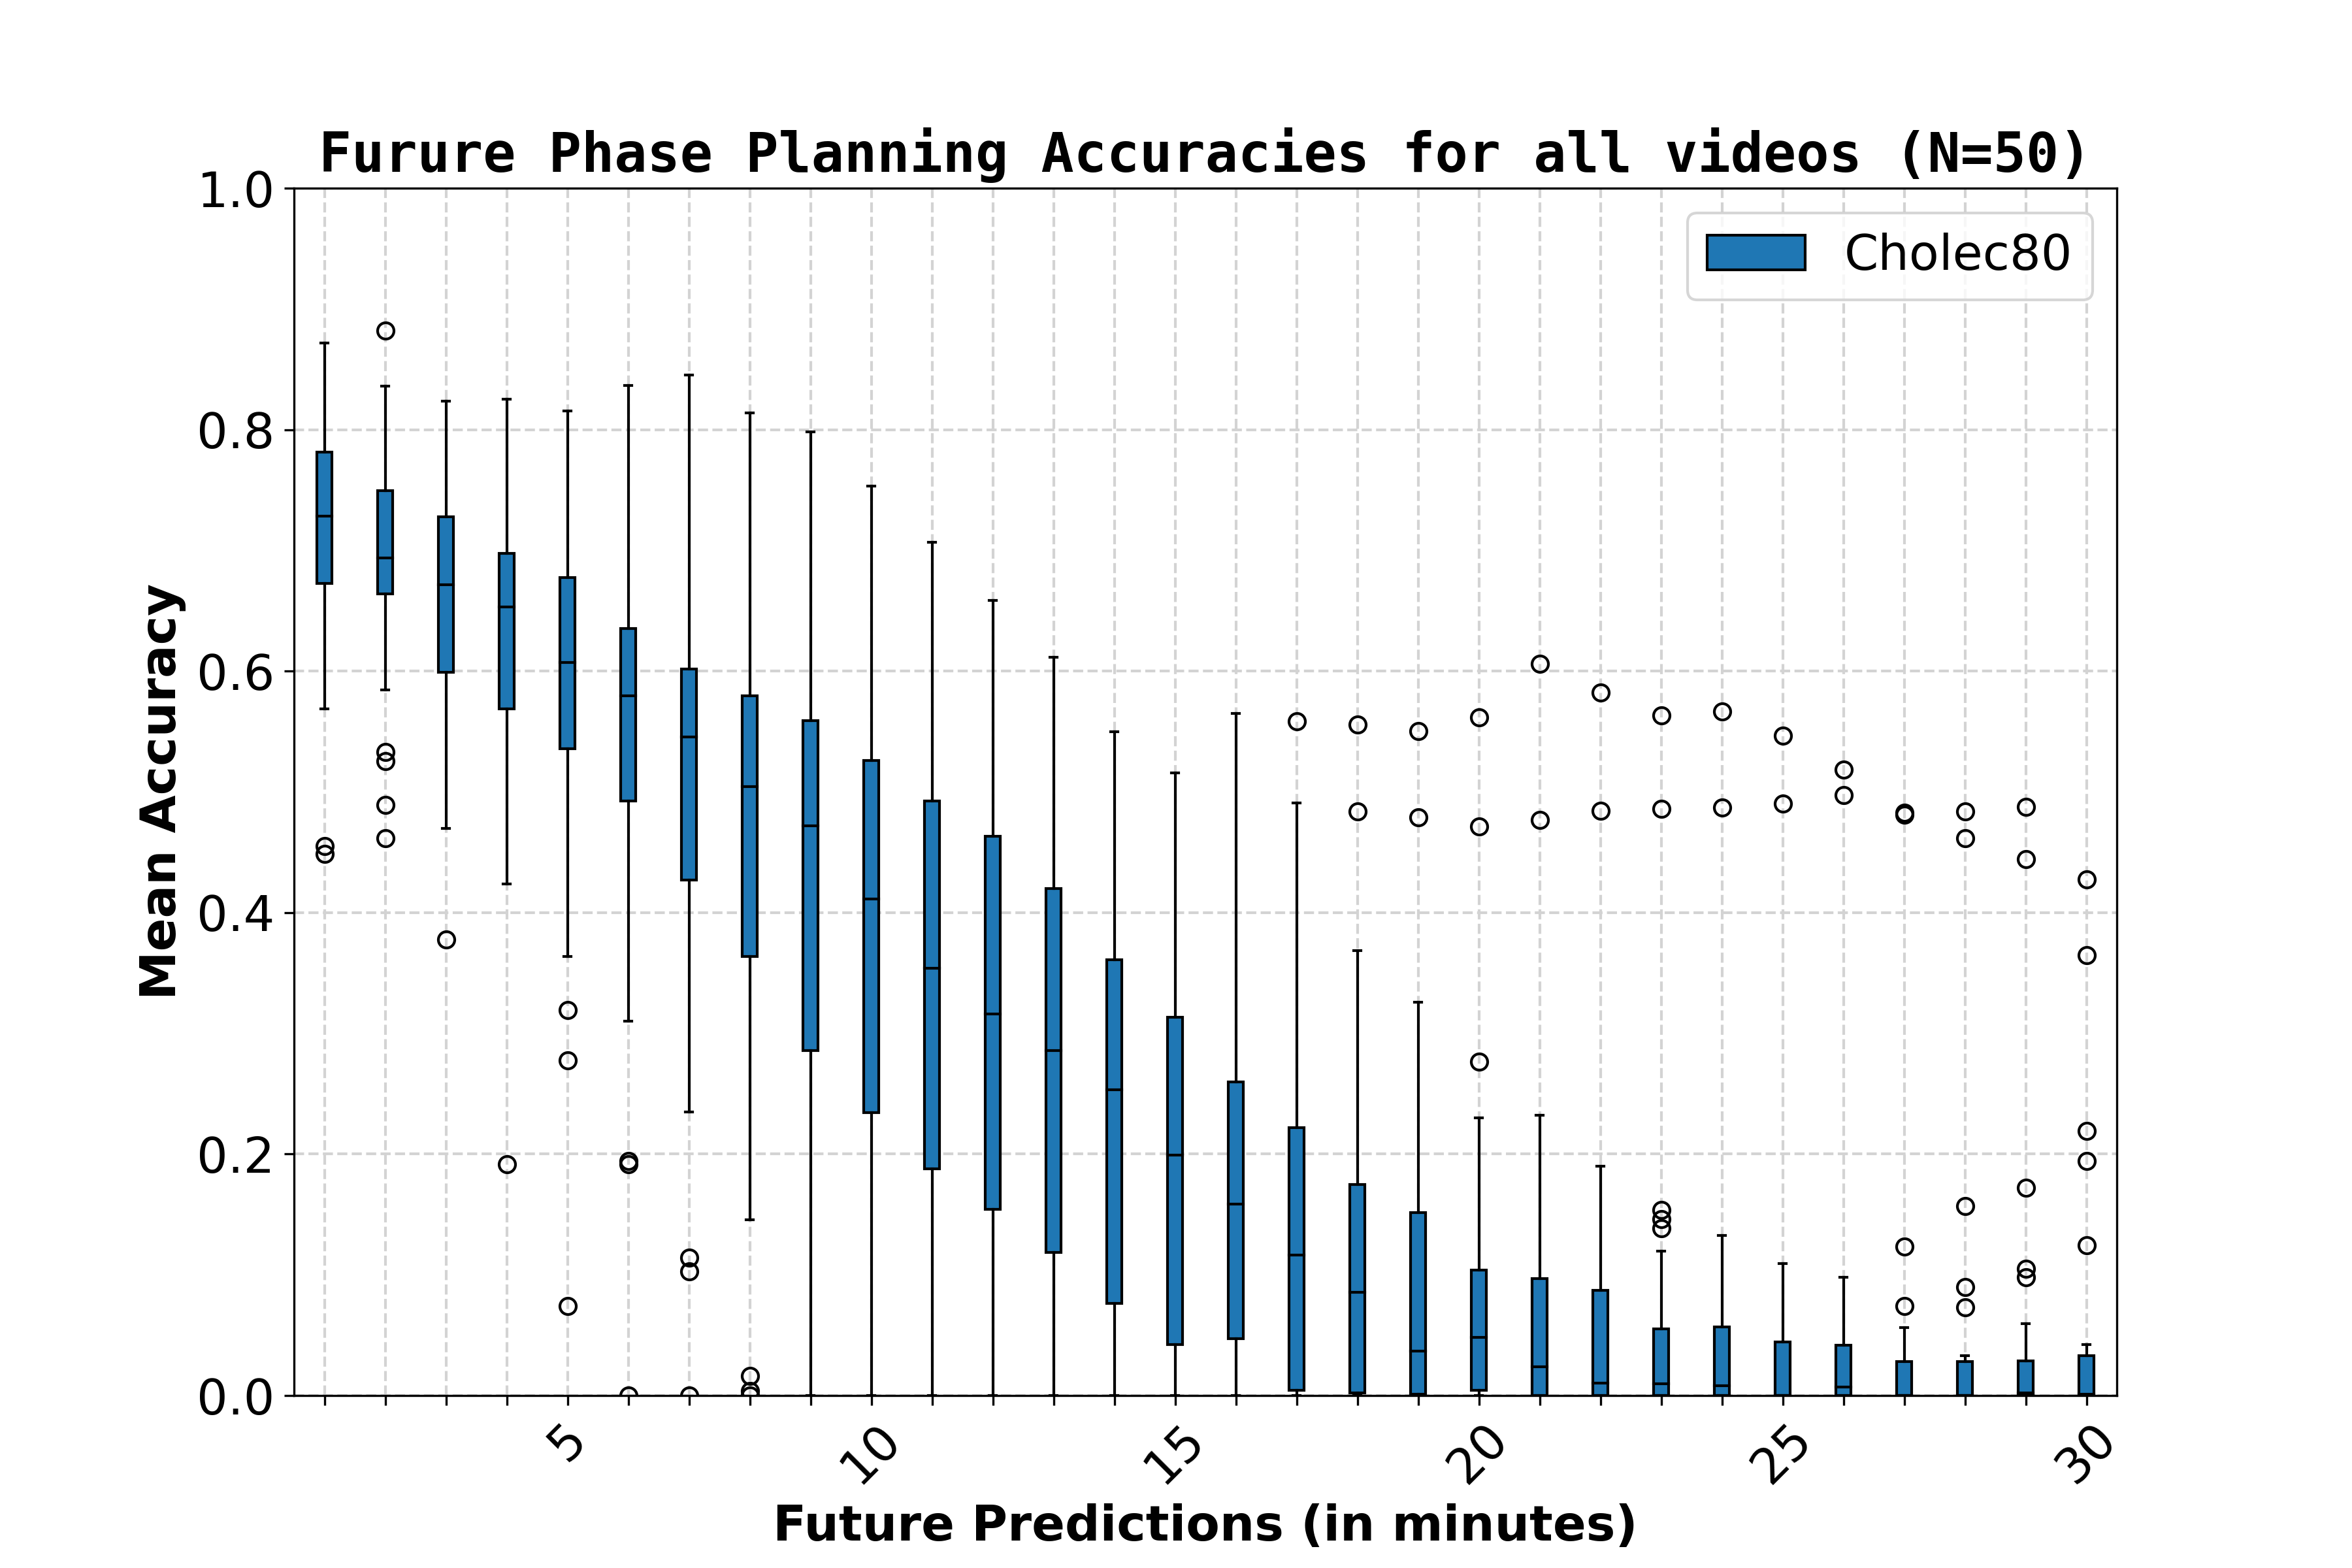 Furure Phase Planning Accuracies for all videos (N=50)
1.0
Cholec80
0.8
0.6
Mean Accuracy
0.4
0.2
0.0
5 10 15 20 25 30
Future Predictions (in minutes)